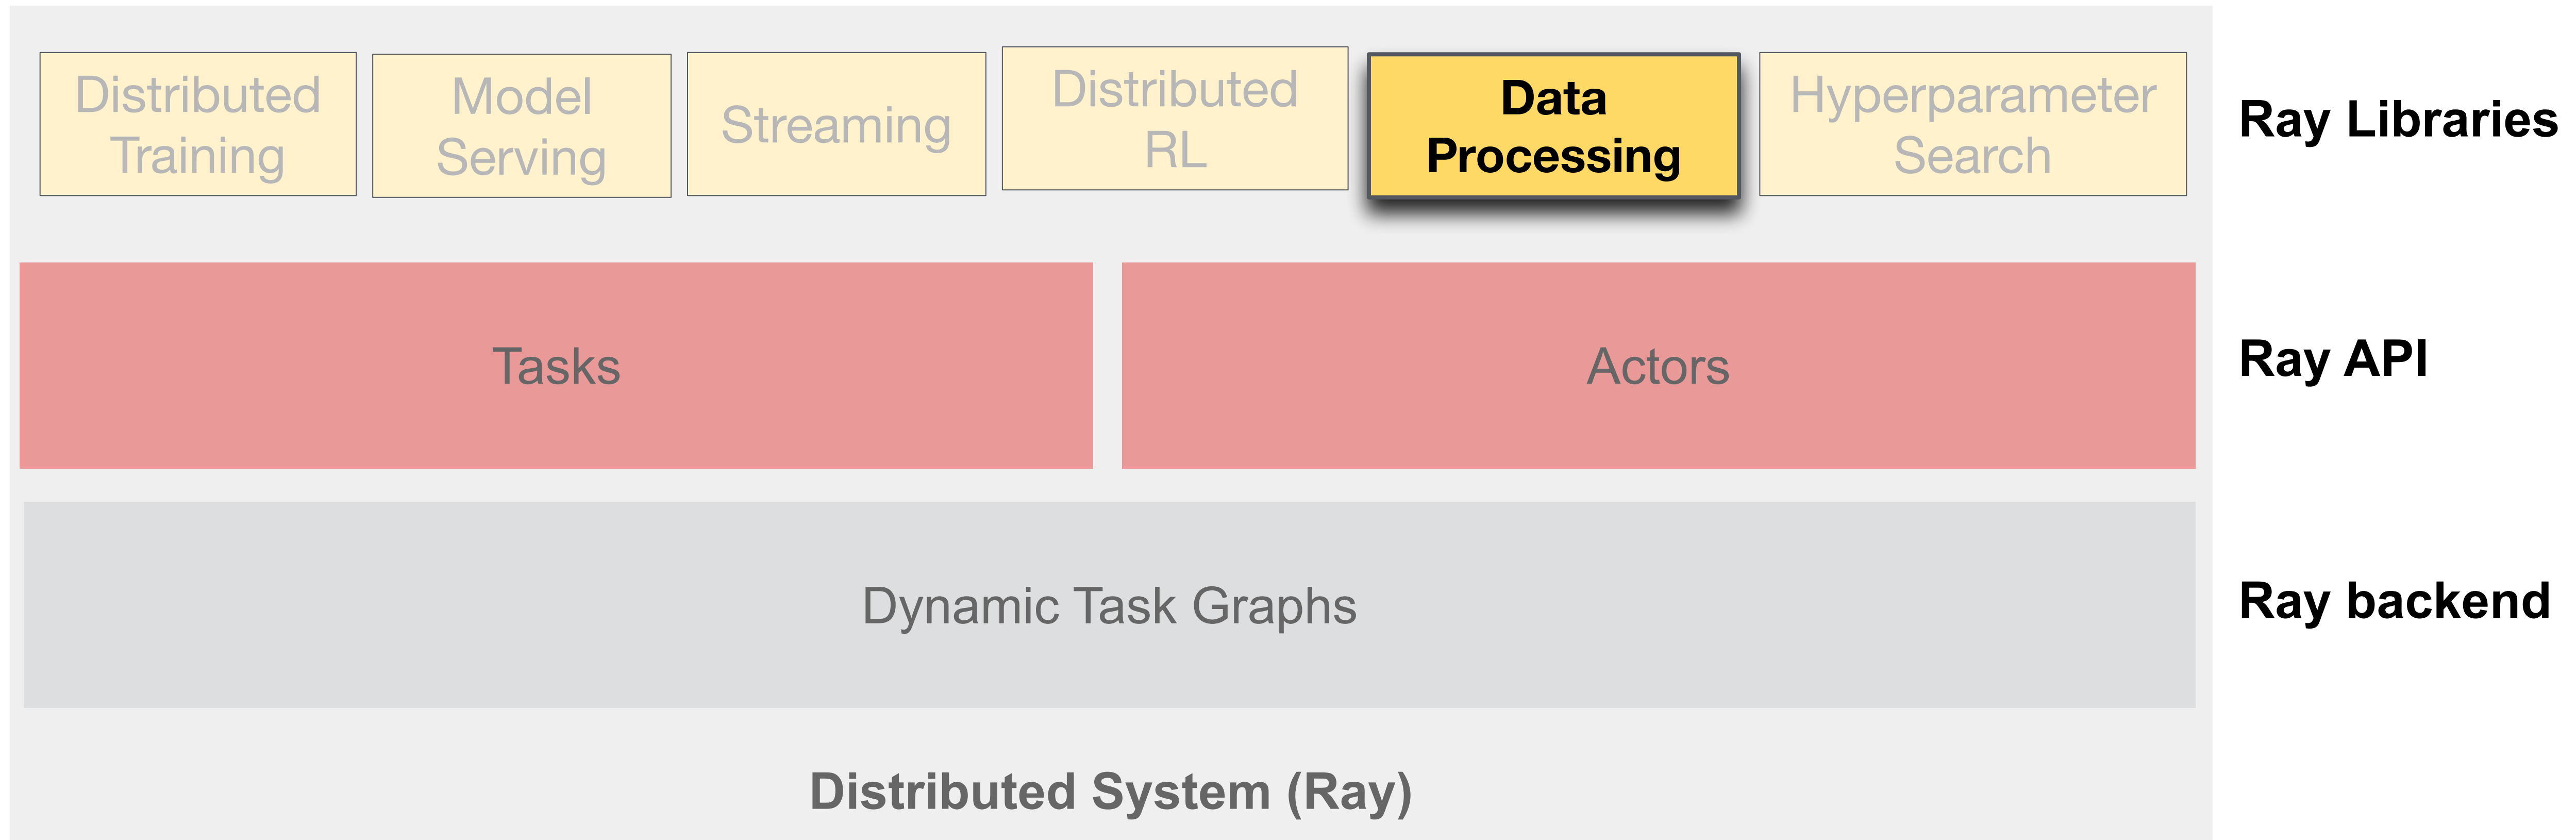 Distributed
Training
Model
Serving
Streaming
Distributed
RL
Data
Processing
Hyperparameter
Search
Ray Libraries
Tasks
Actors
Ray API
Dynamic Task Graphs
Ray backend
Distributed System (Ray)